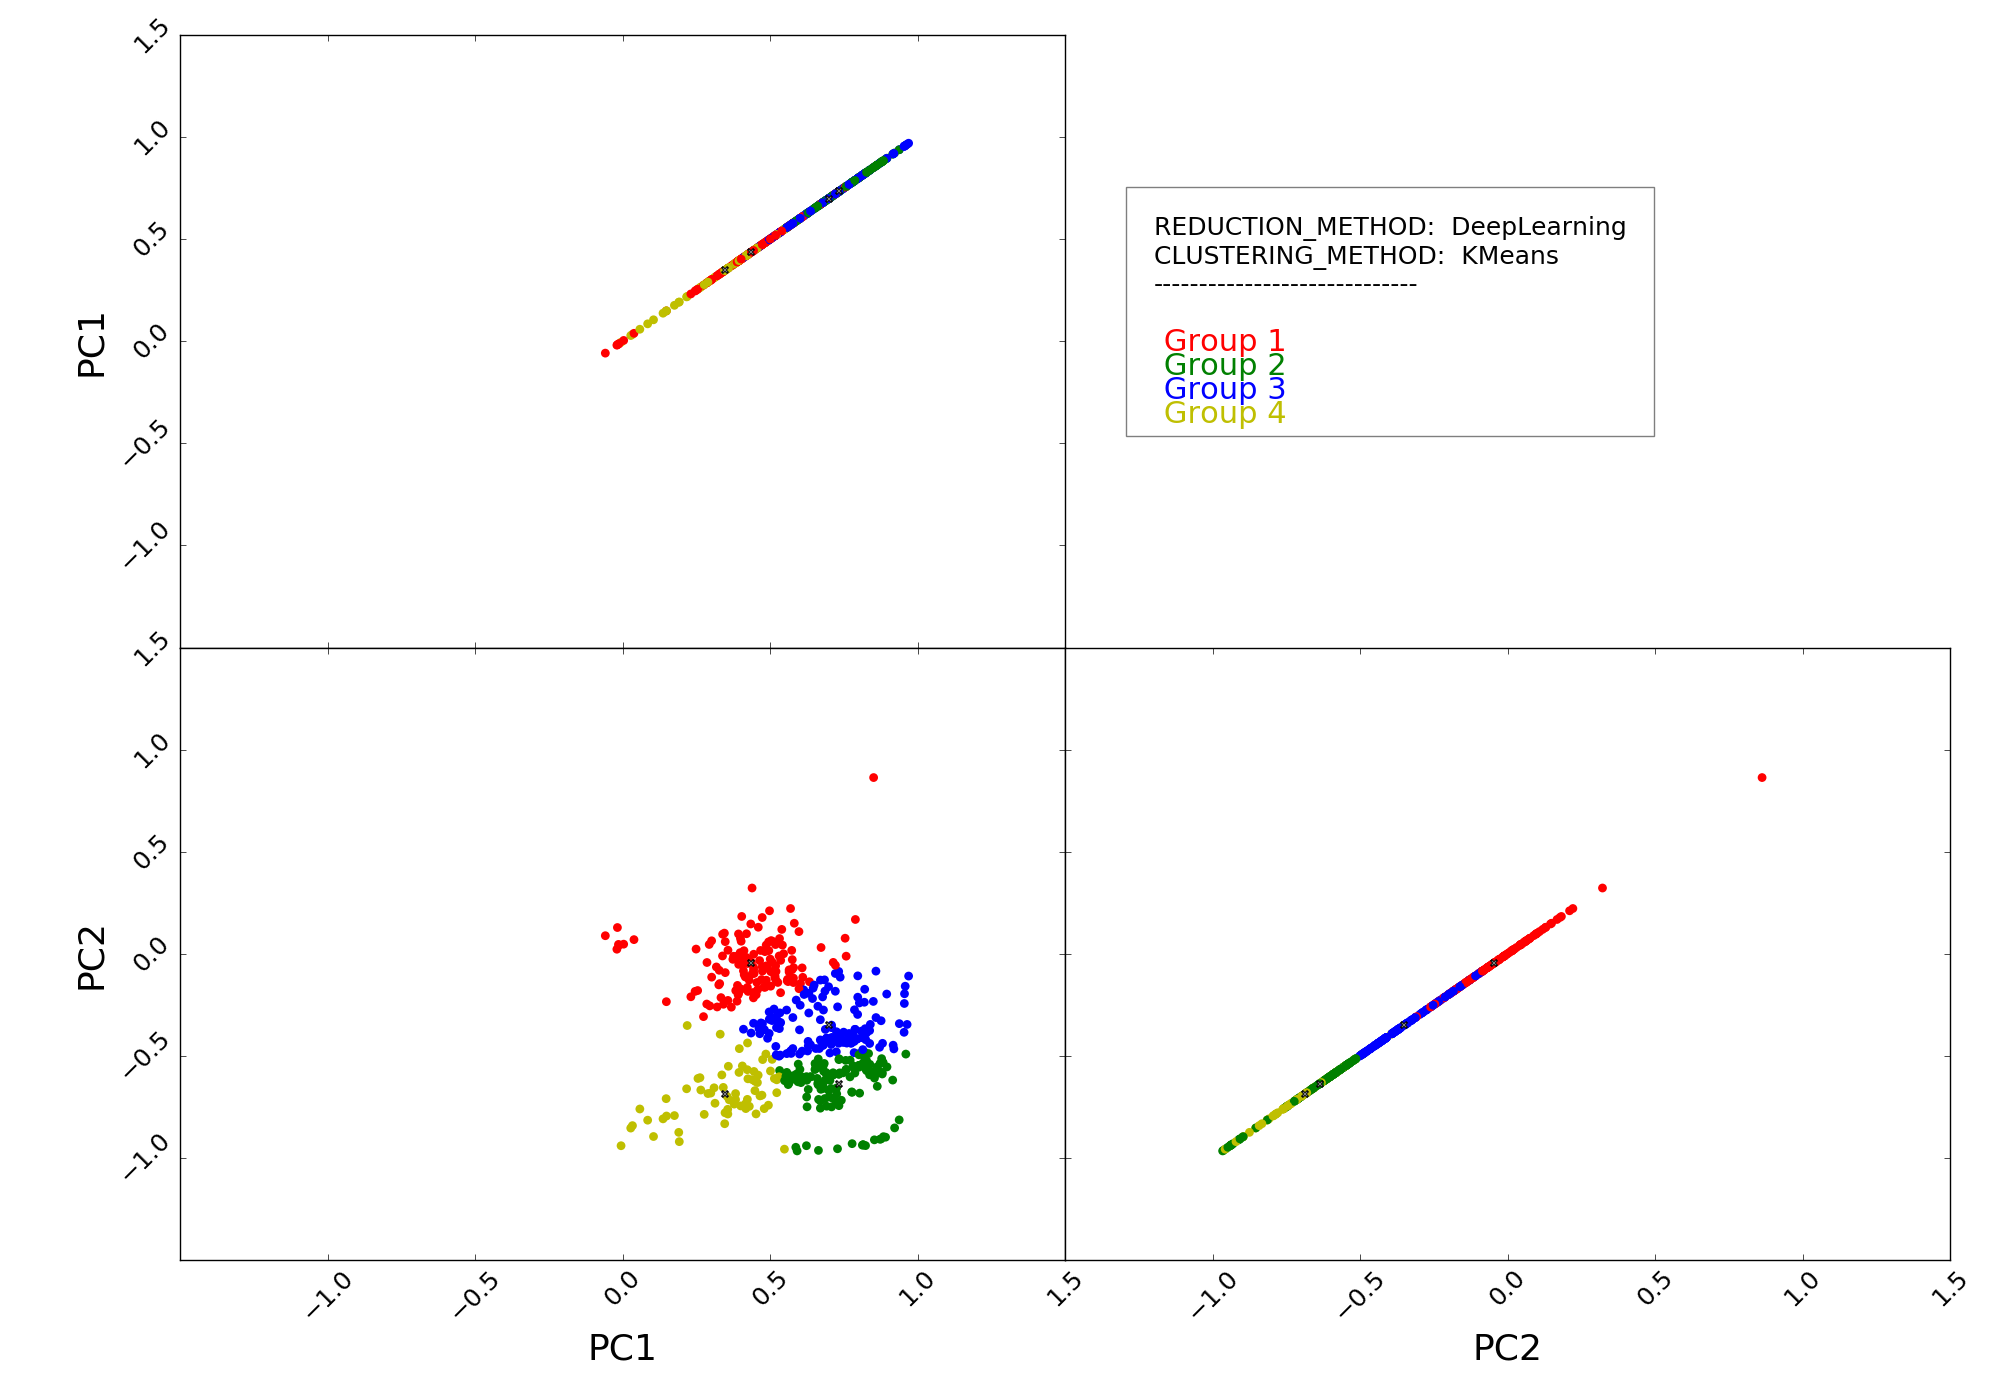 1.5
1.0
0.5
0.0
−0.5
−1.0
PC1
REDUCTION_METHOD:  DeepLearning
CLUSTERING_METHOD:  KMeans
-----------------------------
Group 1
Group 2
Group 3
Group 4
1.5
1.0
0.5
0.0
−0.5
−1.0
PC2
−1.0 −0.5 0.0 0.5 1.0 1.5
−1.0 −0.5 0.0 0.5 1.0 1.5
PC1
PC2